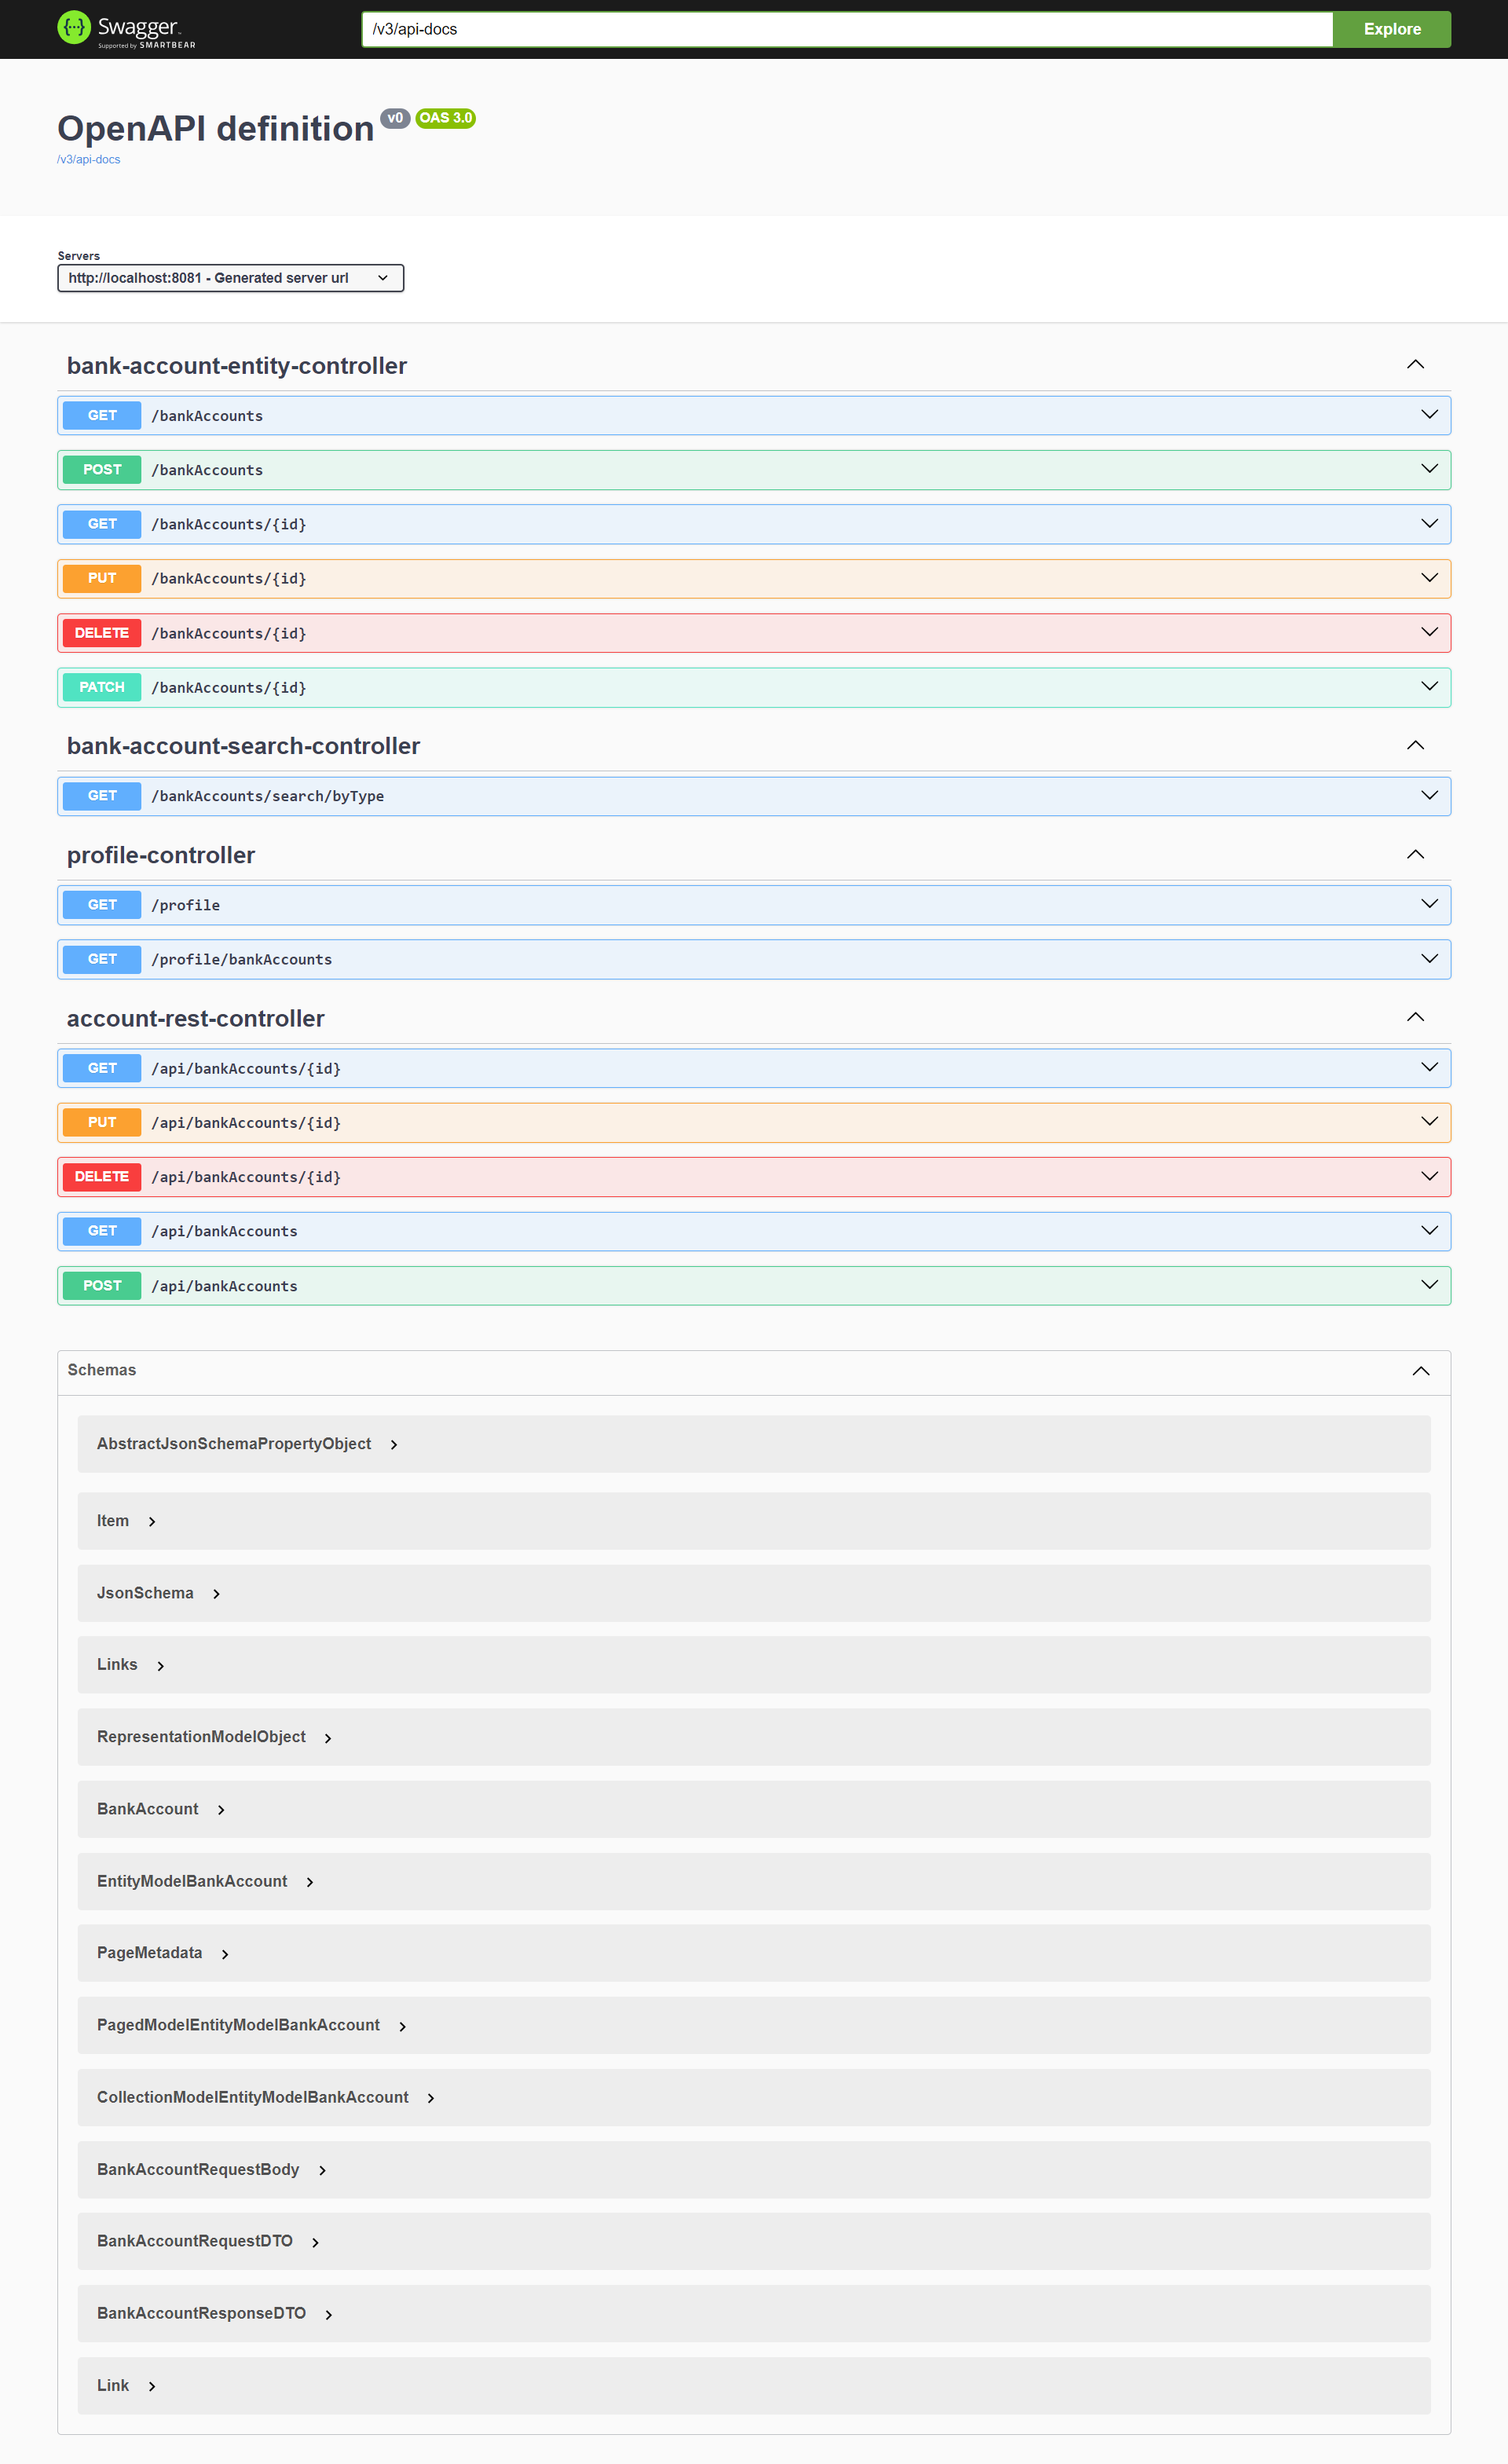 Swagger
Supported by SMARTBEAR
/v3/api-docs
Explore
OpenAPI definition v0 OAS 3.0
/v3/api-docs
Servers
http://localhost:8081 - Generated server url
bank-account-entity-controller
GET /bankAccounts
POST /bankAccounts
GET /bankAccounts/{id}
PUT /bankAccounts/{id}
DELETE /bankAccounts/{id}
PATCH /bankAccounts/{id}
bank-account-search-controller
GET /bankAccounts/search/byType
profile-controller
GET /profile
GET /profile/bankAccounts
account-rest-controller
GET /api/bankAccounts/{id}
PUT /api/bankAccounts/{id}
DELETE /api/bankAccounts/{id}
GET /api/bankAccounts
POST /api/bankAccounts
Schemas
AbstractJsonSchemaPropertyObject
Item
JsonSchema
Links
RepresentationModelObject
BankAccount
EntityModelBankAccount
PageMetadata
PagedModelEntityModelBankAccount
CollectionModelEntityModelBankAccount
BankAccountRequestBody
BankAccountRequestDTO
BankAccountResponseDTO
Link